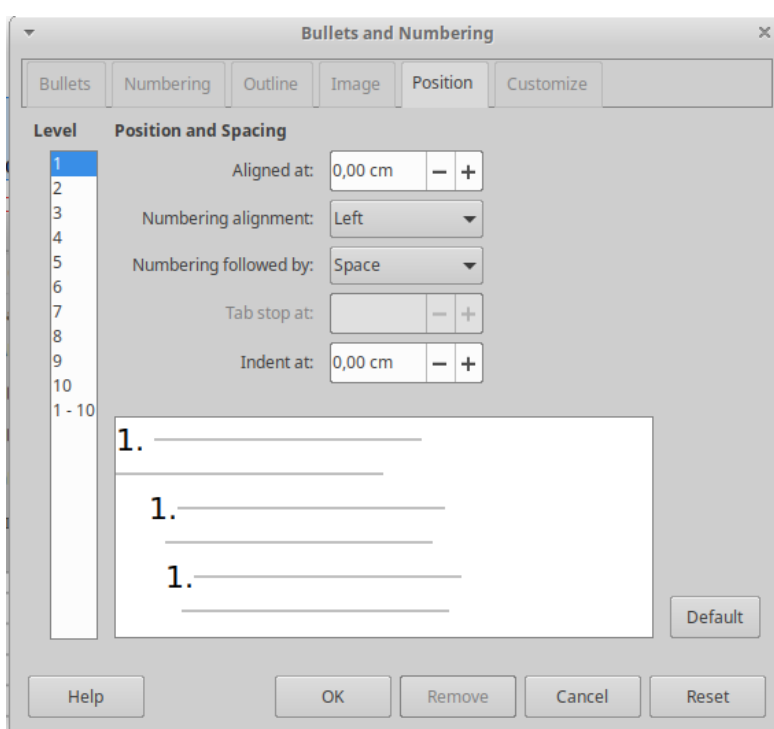 Bullets and Numbering
Bullets Numbering Outline Image Position Customize
Level Position and Spacing
1
2
3
4
5
6
7
8
9
10
1 - 10
Aligned at: 0,00 cm
Numbering alignment: Left
Numbering followed by: Space
Tab stop at:
Indent at: 0,00 cm
1.
1.
1.
Default
Help OK Remove Cancel Reset